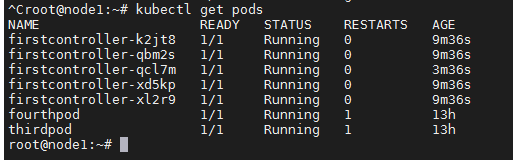 ^Croot@node1:~# kubectl get pods
NAME READY STATUS RESTARTS AGE
firstcontroller-k2jt8 1/1 Running 0 9m36s
firstcontroller-qbm2s 1/1 Running 0 9m36s
firstcontroller-qcl7m 1/1 Running 0 3m36s
firstcontroller-xd5kp 1/1 Running 0 9m36s
firstcontroller-xl2r9 1/1 Running 0 9m36s
fourthpod 1/1 Running 1 13h
thirdpod 1/1 Running 1 13h
root@node1:~#